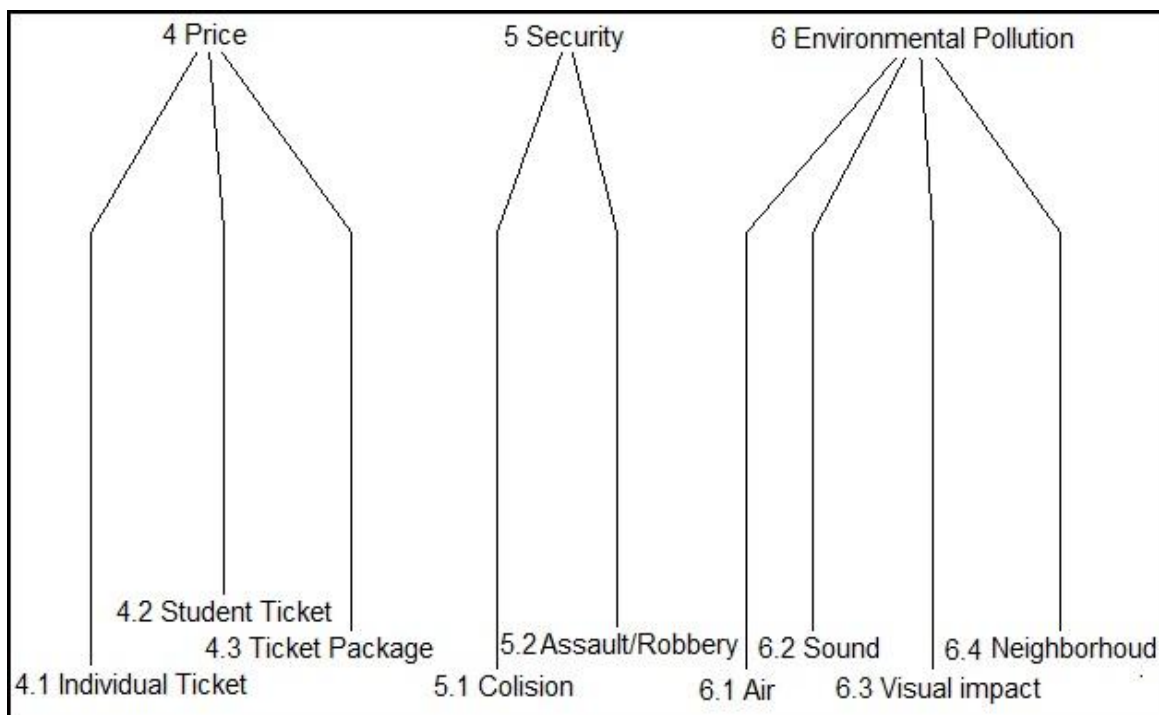 4 Price
5 Security
6 Environmental Pollution
4.2 Student Ticket
4.3 Ticket Package
5.2 Assault/Robbery
6.2 Sound
6.4 Neighborhoud
4.1 Individual Ticket
5.1 Colision
6.1 Air
6.3 Visual impact